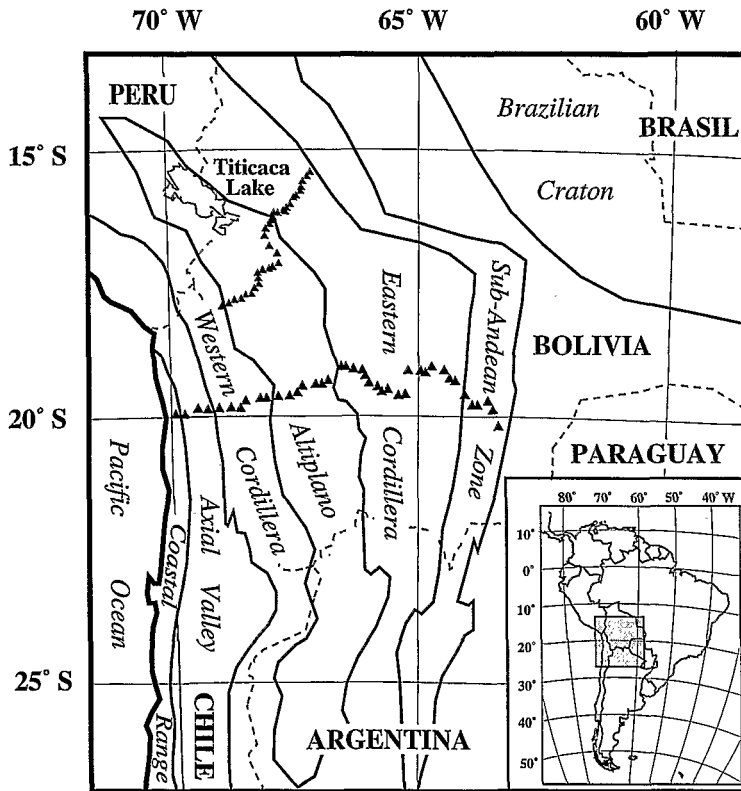 70° W
65° W
60° W
PERU
Brazilian
BRASIL
15° S
Titicaca
Lake
Craton
Western
Eastern
Sub-Andean
BOLIVIA
20° S
Pacific
Ocean
Coastal
Range
Axial
Valley
Cordillera
Altiplano
Cordillera
Zone
PARAGUAY
80° 70° 60° 50° 40° W
10°
0°
10°
20°
30°
40°
50°
25° S
CHILE
ARGENTINA